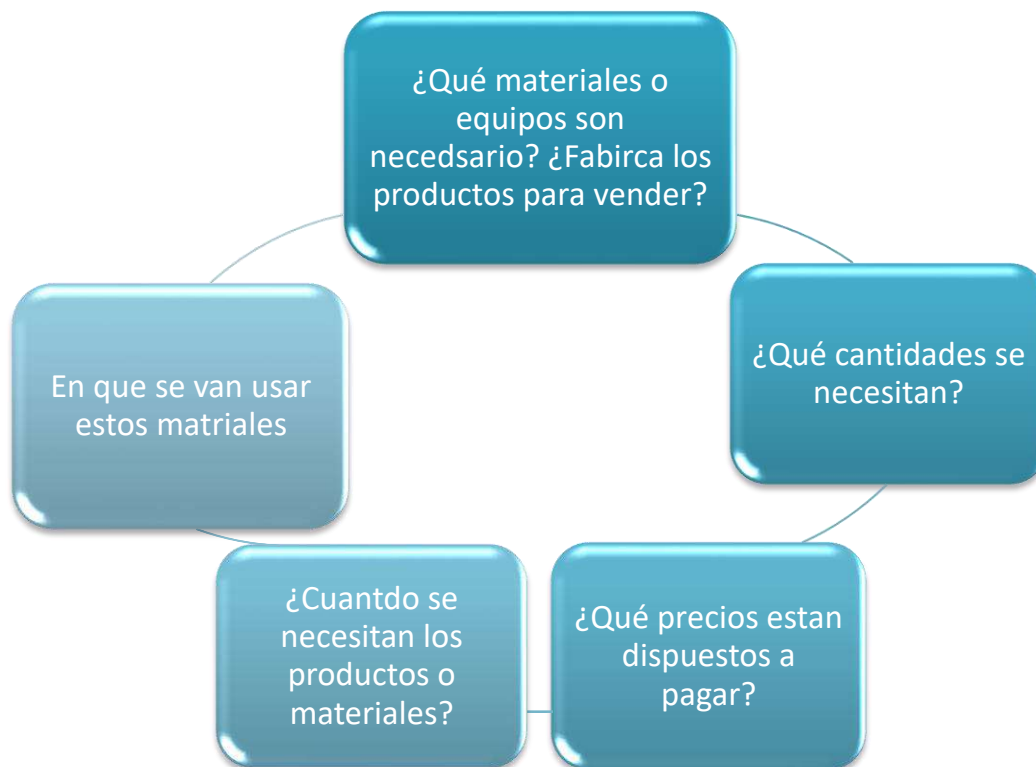 ¿Qué materiales o
equipos son
necedsario? ¿Fabirca los
productos para vender?
¿Qué cantidades se
necesitan?
¿Qué precios estan
dispuestos a
pagar?
¿Cuantdo se
necesitan los
productos o
materiales?
En que se van usar
estos matriales